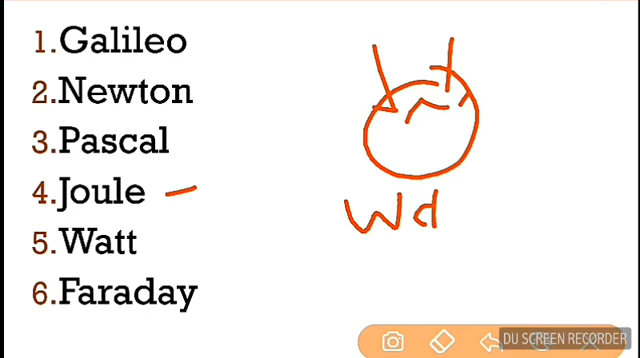 1.Galileo
2.Newton
3.Pascal
4.Joule
5.Watt
6.Faraday
Wd
DU SCREEN RECORDER